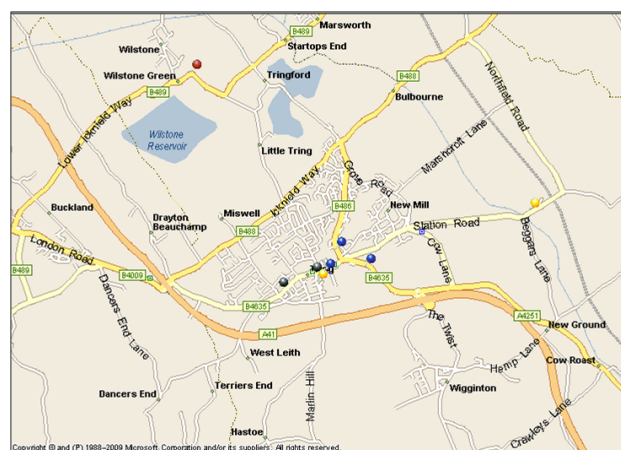 Marsworth
B489
Startops End
Wilstone
Wilstone Green
Tringford
B489
B488
Bulbourne
Northfield Road
Lower Icknield Way
Wilstone
Reservoir
Little Tring
Marshcroft Lane
Grove Road
Icknield Way
B486
New Mill
Buckland
Miswell
Drayton
Beauchamp
B488
Station Road
Cow Lane
Beggars Lane
London Road
B489
B4009
B4635
B4635
Dancers End Lane
A41
The Twist
A4251
New Ground
Hemp Lane
Cow Roast
West Leith
Marlin Hill
Dancers End
Terriers End
Wigginton
Crawleys Lane
Hastoe
Copyright © and (P) 1988–2009 Microsoft Corporation and/or its suppliers. All rights reserved.